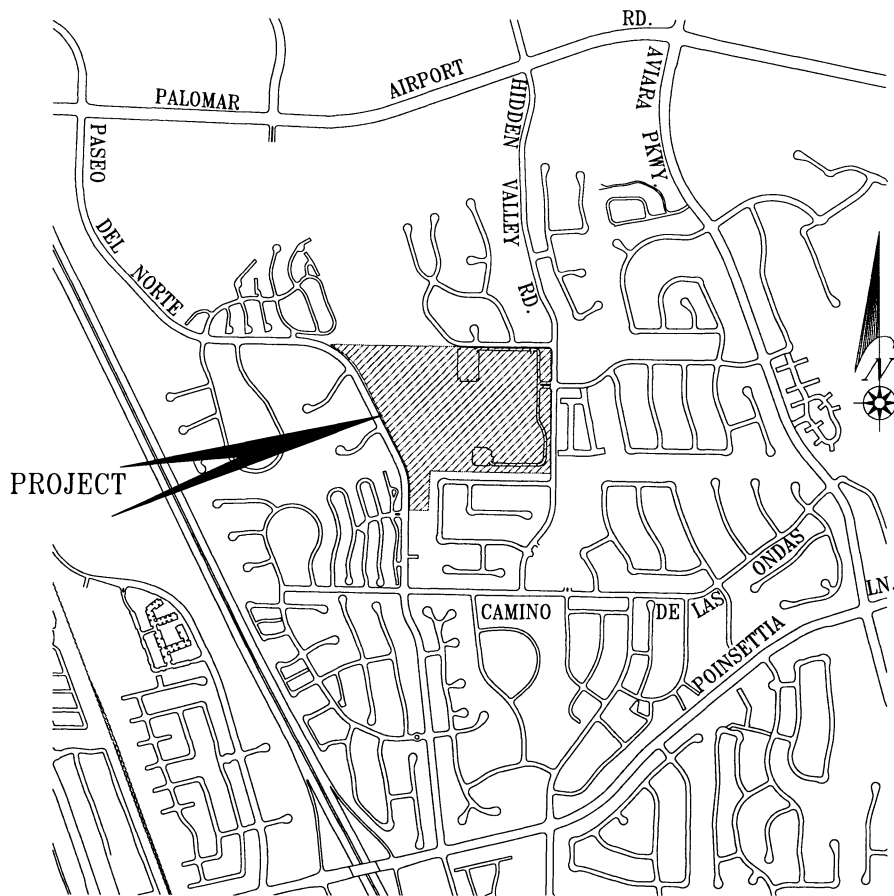 RD.
PALOMAR
AIRPORT
HIDDEN VALLEY RD.
AVIARA PKWY.
PASEO
DEL
NORTE
N
PROJECT
CAMINO
DE
LAS
ONDAS
POINSETTIA
LN.